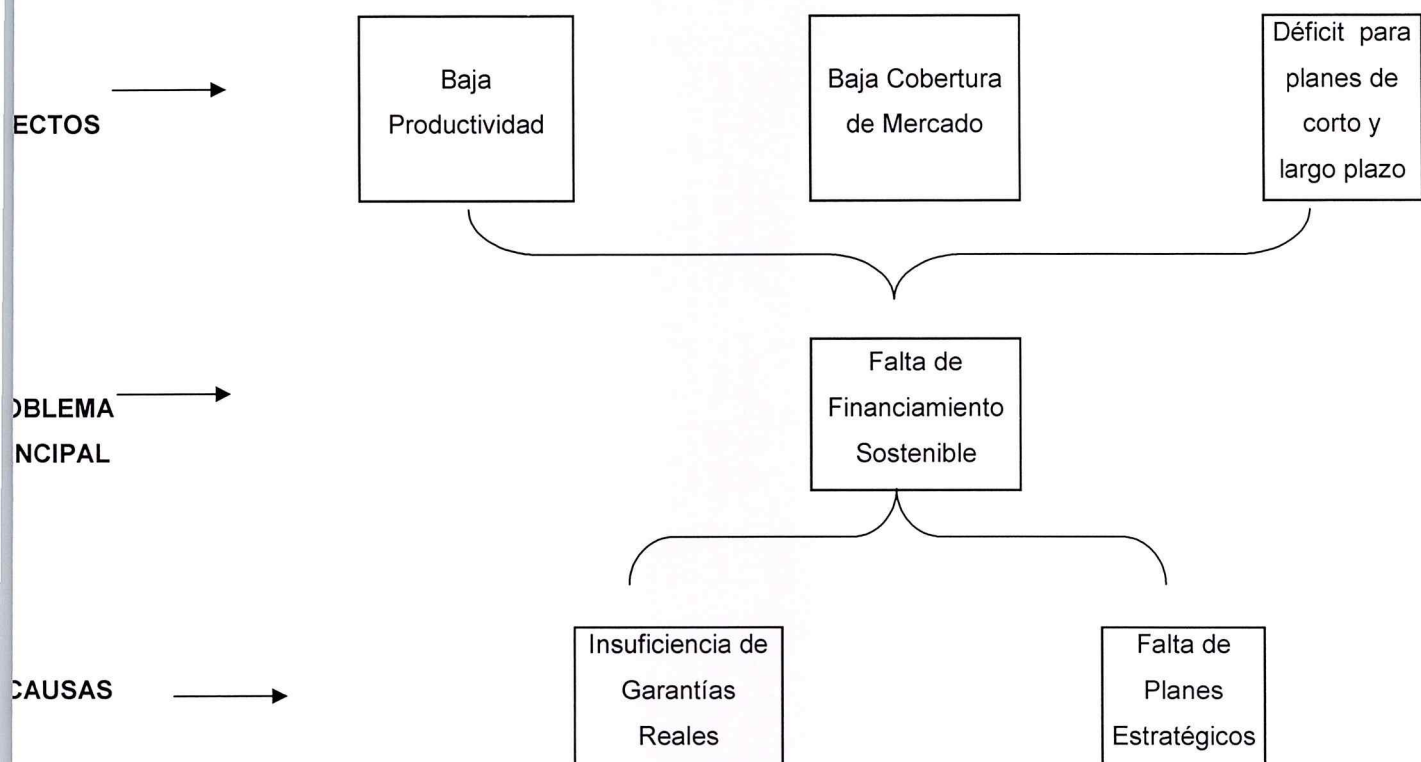 Baja
Productividad
Baja Cobertura
de Mercado
Déficit para
planes de
corto y
largo plazo
ECTOS
Falta de
Financiamiento
Sostenible
OBLEMA
NCIPAL
Insuficiencia de
Garantías
Reales
Falta de
Planes
Estratégicos
CAUSAS